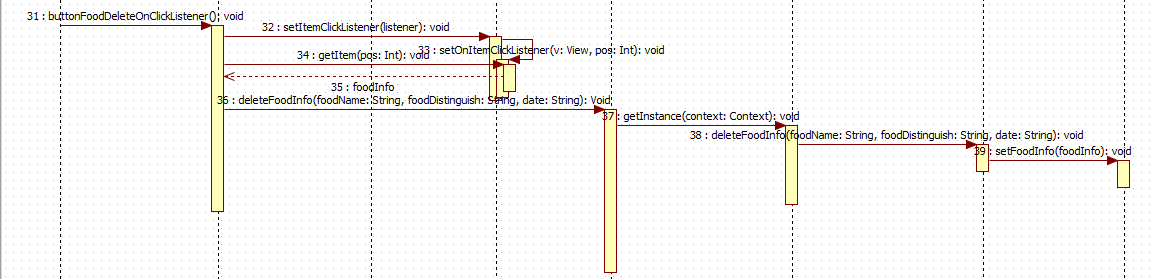 31 : buttonFoodDeleteOnClickListener(): void
32 : setItemClickListener(listener): void
33 : setOnItemClickListener(v: View, pos: Int): void
34 : getItem(pos: Int): void
35 : foodInfo
36 : deleteFoodInfo(foodName: String, foodDistinguish: String, date: String): Void
37 : getInstance(context: Context): void
38 : deleteFoodInfo(foodName: String, foodDistinguish: String, date: String): void
39 : setFoodInfo(foodInfo): void